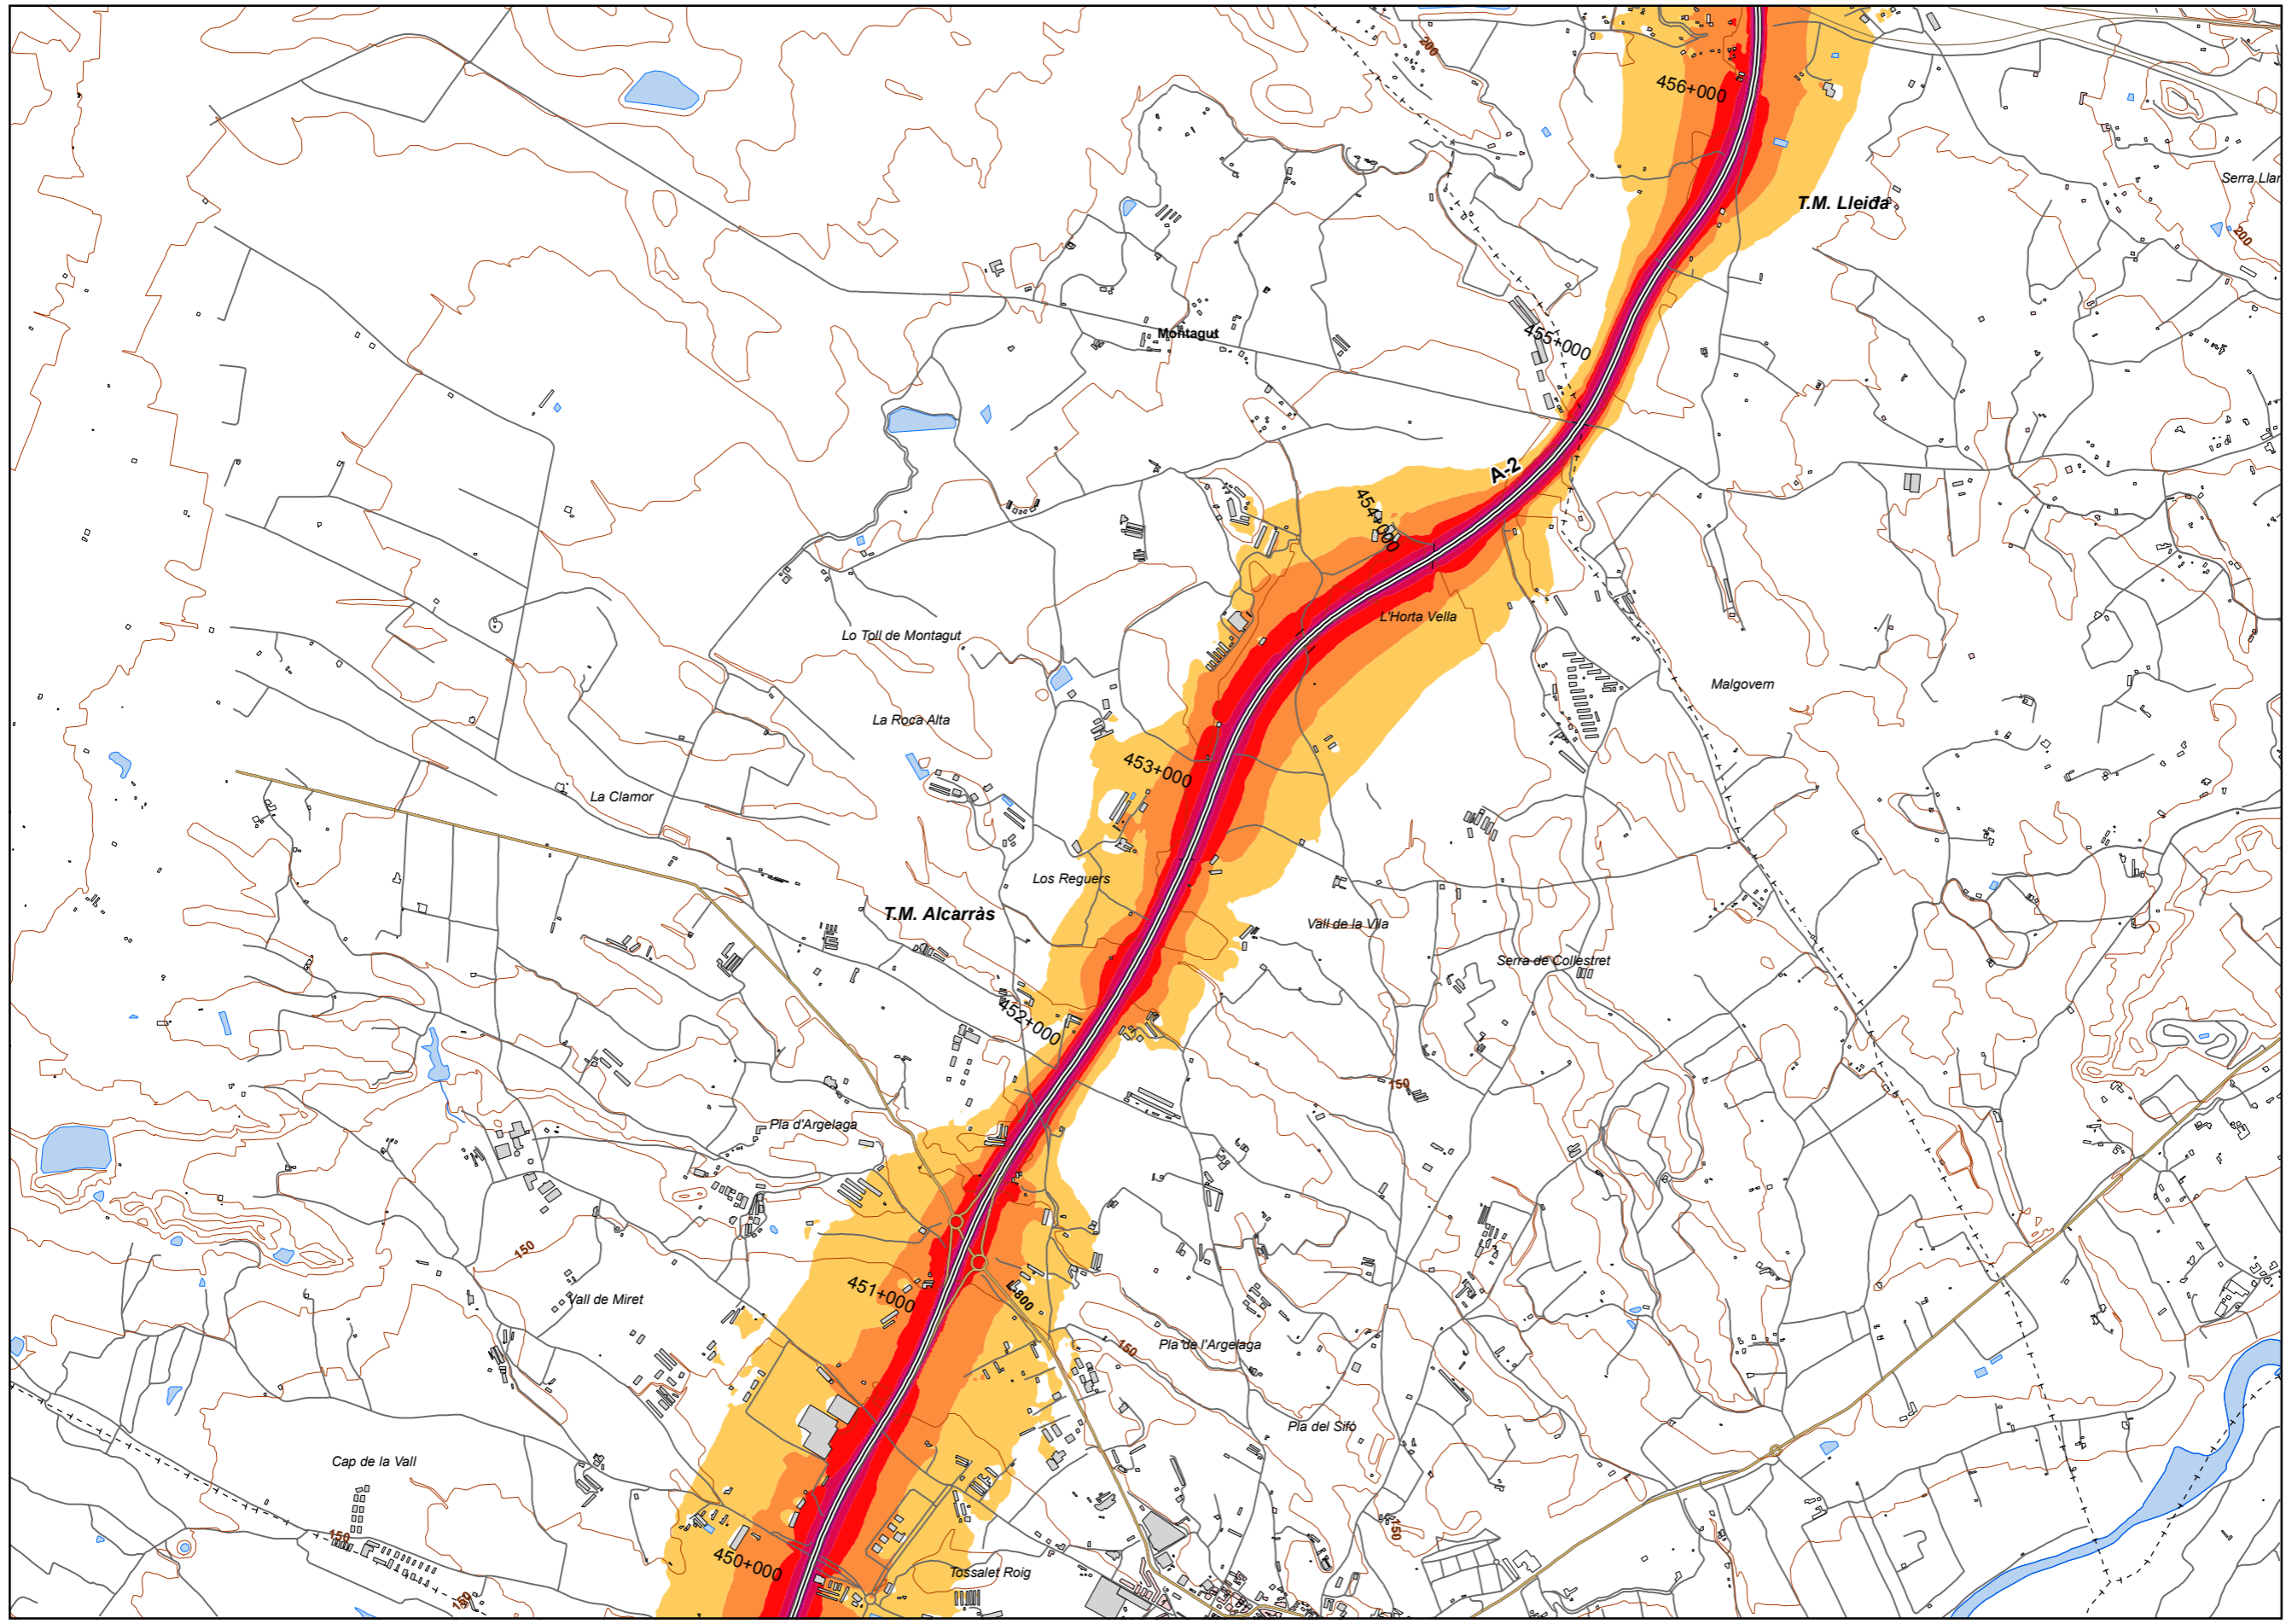 200
456+000
Serra Llar
T.M. Lleida
200
455+000
Montagut
A-2
454+000
L'Horta Vella
Lo Toll de Montagut
Malgovern
La Roca Alta
453+000
La Clamor
Los Reguers
T.M. Alcarràs
Vall de la Vila
Serra de Collestret
452+000
150
Pla d'Argelaga
150
451+000
L-800
Vall de Miret
150
Pla de l'Argelaga
Pla del Sifó
Cap de la Vall
150
150
450+000
Tossalet Roig
150